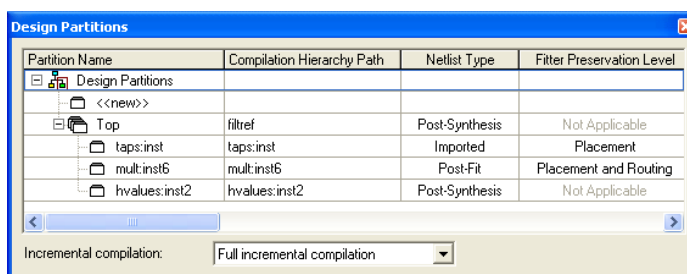 Design Partitions
Partition Name Compilation Hierarchy Path Netlist Type Fitter Preservation Level
Design Partitions
<<new>>
Top filtref Post-Synthesis Not Applicable
taps:inst taps:inst Imported Placement
mult:inst6 mult:inst6 Post-Fit Placement and Routing
hvalues:inst2 hvalues:inst2 Post-Synthesis Not Applicable
Incremental compilation: Full incremental compilation